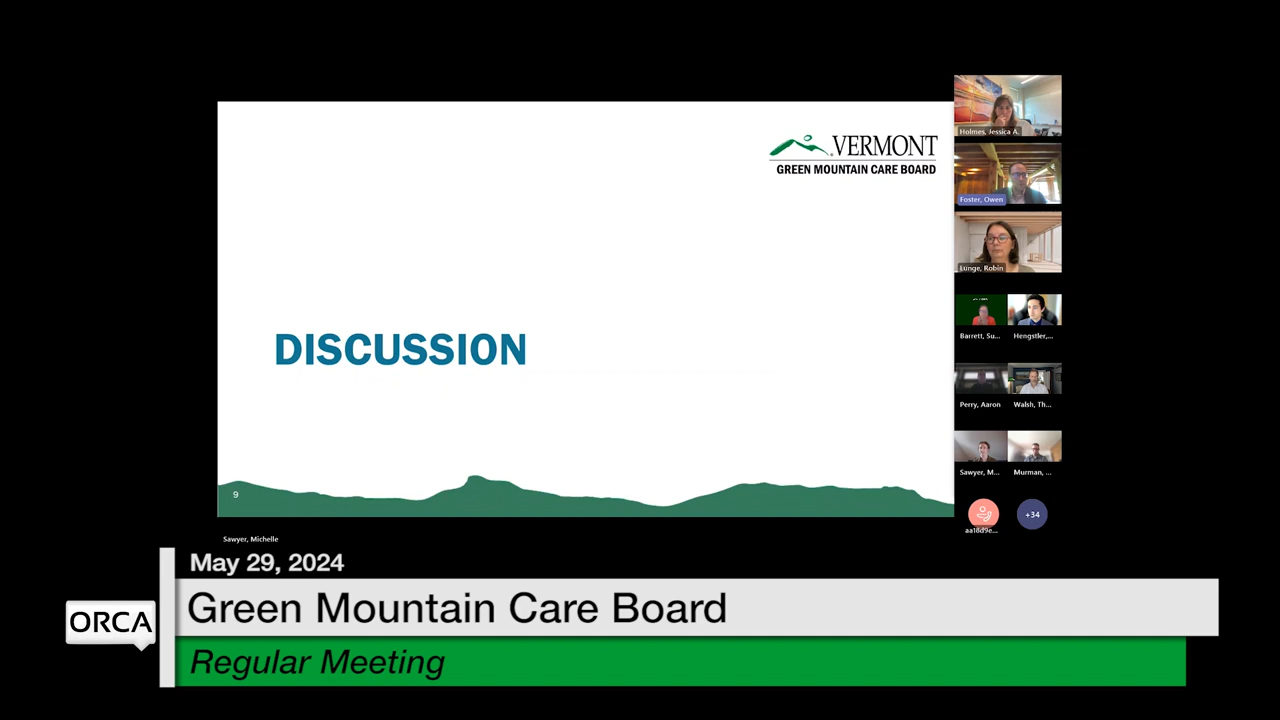 VERMONT
GREEN MOUNTAIN CARE BOARD
DISCUSSION
9
Holmes, Jessica A.
Foster, Owen
Lunge, Robin
Barrett, Su...
Hengstler,...
Perry, Aaron
Walsh, Th...
Sawyer, M...
Murman, ...
aa18d9e...
+34
Sawyer, Michelle
May 29, 2024
ORCA
Green Mountain Care Board
Regular Meeting